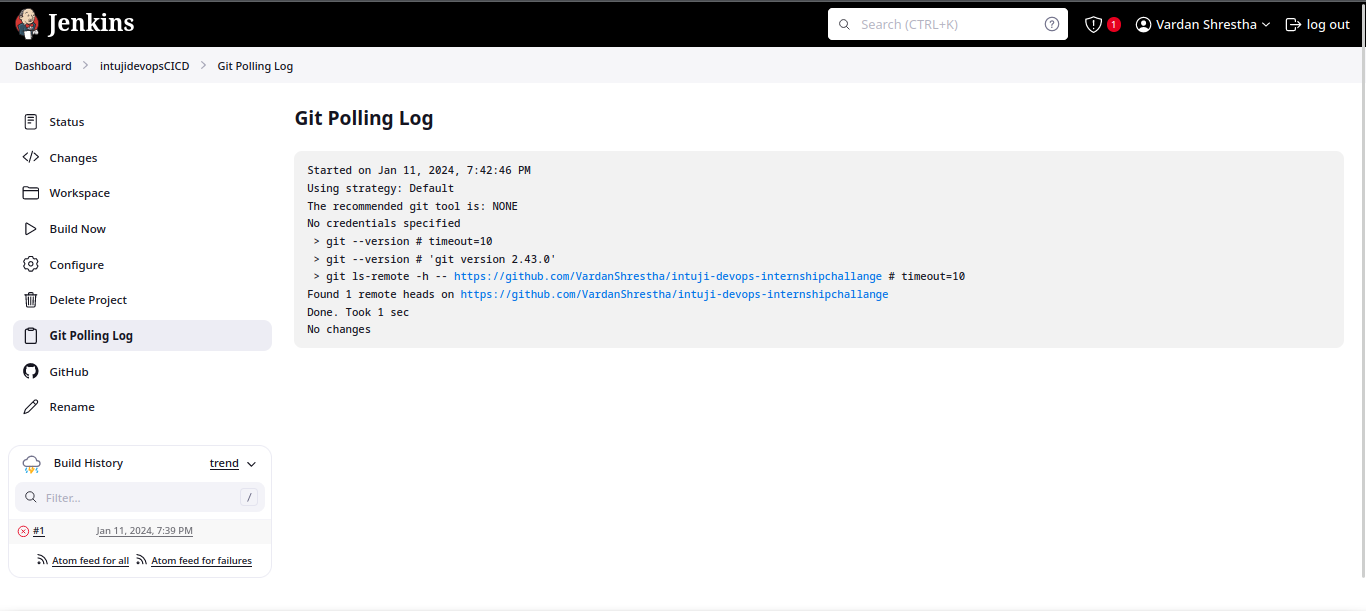 Jenkins
Search (CTRL+K)
?
1
Vardan Shrestha
log out
Dashboard > intujidevopsCICD > Git Polling Log
Status
Changes
Workspace
Build Now
Configure
Delete Project
Git Polling Log
GitHub
Rename
Build History
trend
Filter...
/
#1
Jan 11, 2024, 7:39 PM
Atom feed for all
Atom feed for failures
Git Polling Log
Started on Jan 11, 2024, 7:42:46 PM
Using strategy: Default
The recommended git tool is: NONE
No credentials specified
> git --version # timeout=10
> git --version # 'git version 2.43.0'
> git ls-remote -h -- https://github.com/VardanShrestha/intuji-devops-internshipchallange # timeout=10
Found 1 remote heads on https://github.com/VardanShrestha/intuji-devops-internshipchallange
Done. Took 1 sec
No changes